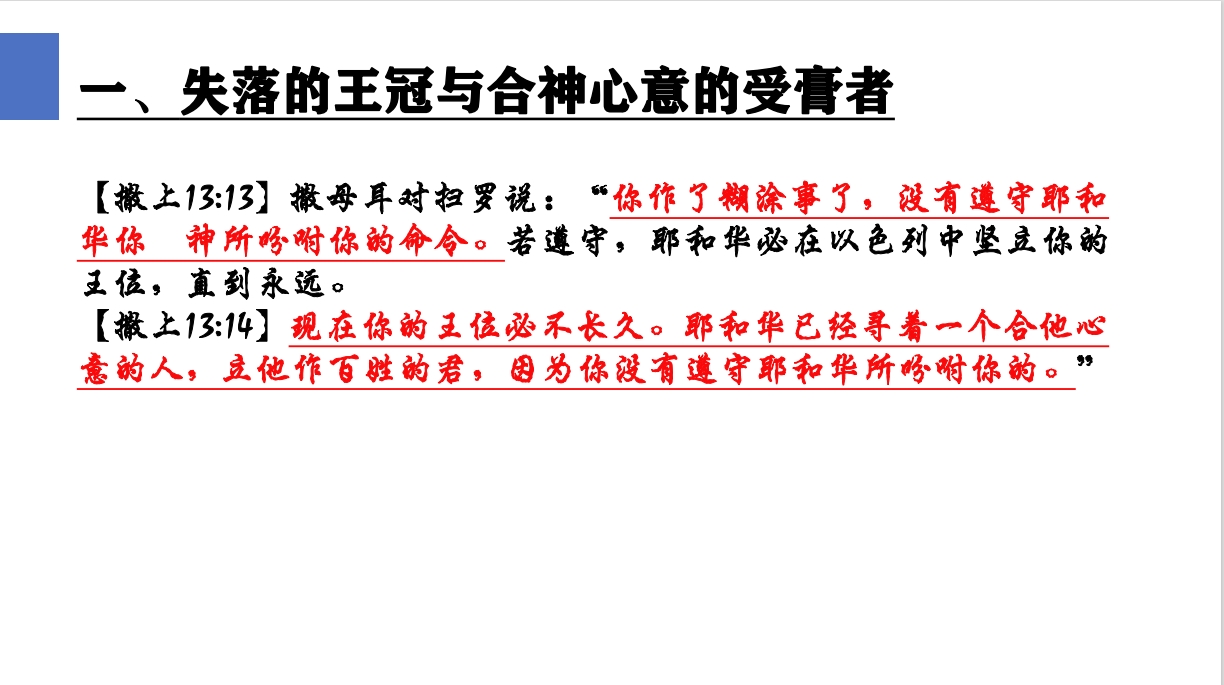 一、失落的王冠与合神心意的受膏者
【撒上13:13】撒母耳对扫罗说：“你作了糊涂事了，没有遵守耶和
华你　神所吩咐你的命令。若遵守，耶和华必在以色列中坚立你的
王位，直到永远。
【撒上13:14】现在你的王位必不长久。耶和华已经寻着一个合他心
意的人，立他作百姓的君，因为你没有遵守耶和华所吩咐你的。”